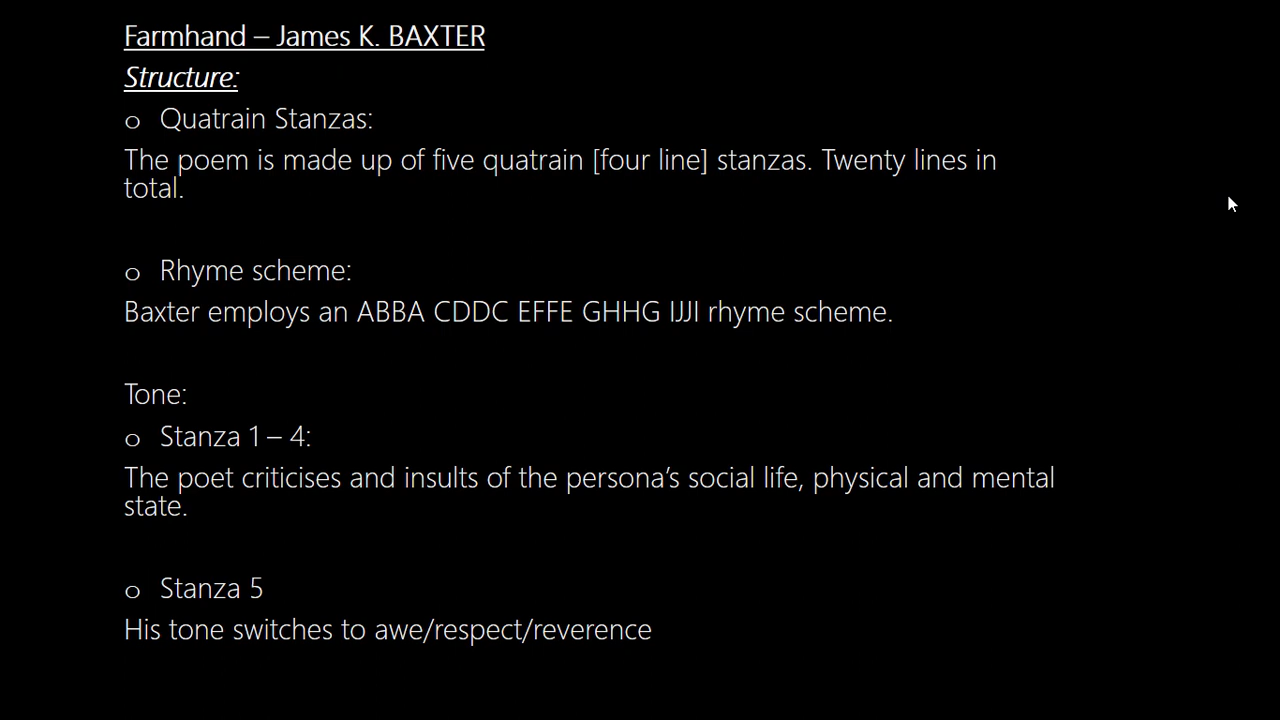 Farmhand – James K. BAXTER
Structure:
o Quatrain Stanzas:
The poem is made up of five quatrain [four line] stanzas. Twenty lines in
total.
o Rhyme scheme:
Baxter employs an ABBA CDDC EFFE GHHG IJJI rhyme scheme.
Tone:
o Stanza 1 – 4:
The poet criticises and insults of the persona's social life, physical and mental
state.
o Stanza 5
His tone switches to awe/respect/reverence